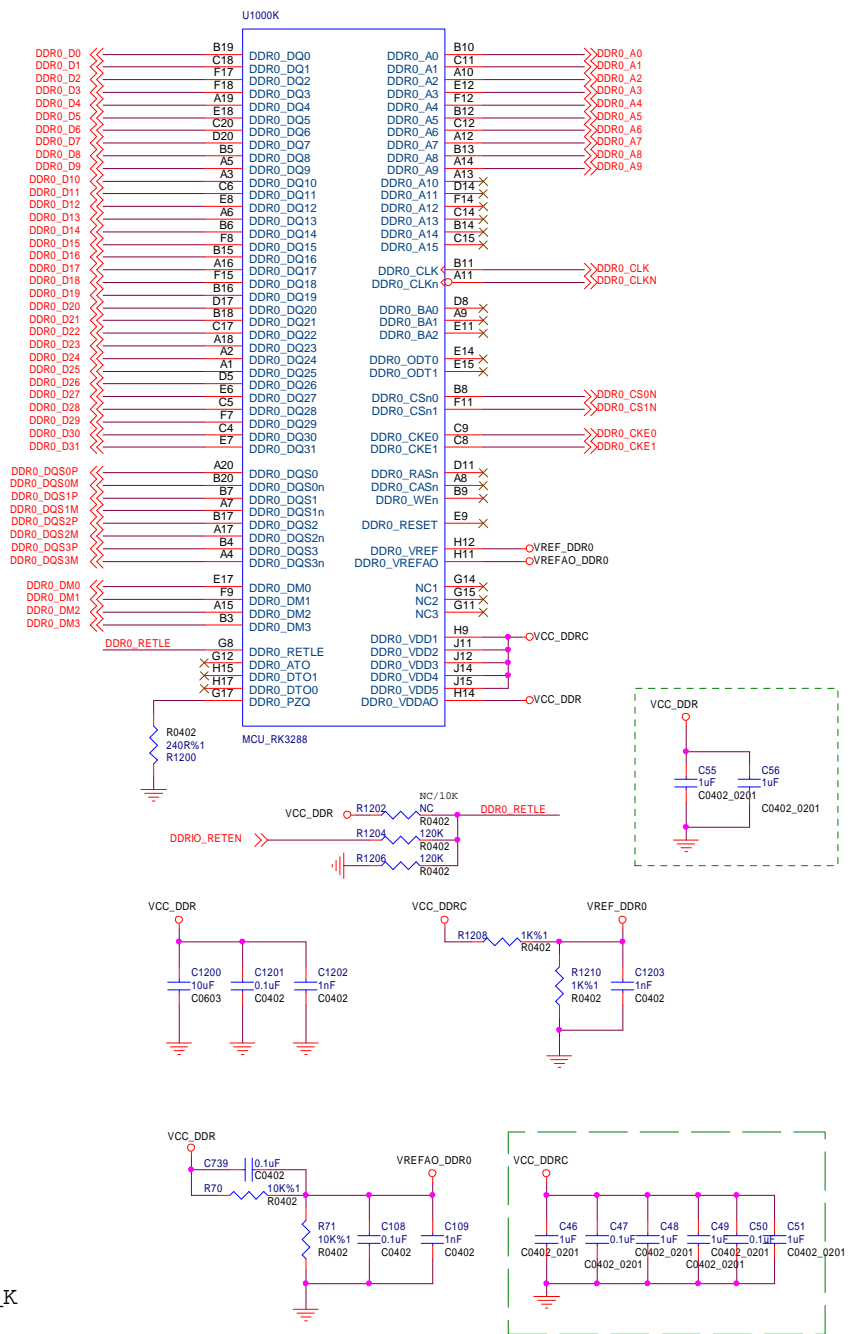 U1000K
DDR0_D0 B19 DDR0_DQ0 DDR0_A0 B10 DDR0_A0
DDR0_D1 C18 DDR0_DQ1 DDR0_A1 C11 DDR0_A1
DDR0_D2 F17 DDR0_DQ2 DDR0_A2 A10 DDR0_A2
DDR0_D3 F18 DDR0_DQ3 DDR0_A3 E12 DDR0_A3
DDR0_D4 A19 DDR0_DQ4 DDR0_A4 F12 DDR0_A4
DDR0_D5 E18 DDR0_DQ5 DDR0_A5 B12 DDR0_A5
DDR0_D6 C20 DDR0_DQ6 DDR0_A6 C12 DDR0_A6
DDR0_D7 D20 DDR0_DQ7 DDR0_A7 A12 DDR0_A7
DDR0_D8 B5 DDR0_DQ8 DDR0_A8 B13 DDR0_A8
DDR0_D9 A5 DDR0_DQ9 DDR0_A9 A14 DDR0_A9
DDR0_D10 A3 DDR0_DQ10 DDR0_A10 A13
DDR0_D11 C6 DDR0_DQ11 DDR0_A11 D14
DDR0_D12 E8 DDR0_DQ12 DDR0_A12 F14
DDR0_D13 A6 DDR0_DQ13 DDR0_A13 C14
DDR0_D14 B6 DDR0_DQ14 DDR0_A14 B14
DDR0_D15 F8 DDR0_DQ15 DDR0_A15 C15
DDR0_D16 B15 DDR0_DQ16
DDR0_D17 A16 DDR0_DQ17 DDR0_CLK B11 DDR0_CLK
DDR0_D18 F15 DDR0_DQ18 DDR0_CLKn A11 DDR0_CLKN
DDR0_D19 B16 DDR0_DQ19
DDR0_D20 D17 DDR0_DQ20 DDR0_BA0 D8
DDR0_D21 B18 DDR0_DQ21 DDR0_BA1 A9
DDR0_D22 C17 DDR0_DQ22 DDR0_BA2 E11
DDR0_D23 A18 DDR0_DQ23
DDR0_D24 A2 DDR0_DQ24 DDR0_ODT0 E14
DDR0_D25 A1 DDR0_DQ25 DDR0_ODT1 E15
DDR0_D26 D5 DDR0_DQ26
DDR0_D27 E6 DDR0_DQ27 DDR0_CSn0 B8 DDR0_CS0N
DDR0_D28 C5 DDR0_DQ28 DDR0_CSn1 F11 DDR0_CS1N
DDR0_D29 F7 DDR0_DQ29
DDR0_D30 C4 DDR0_DQ30 DDR0_CKE0 C9 DDR0_CKE0
DDR0_D31 E7 DDR0_DQ31 DDR0_CKE1 C8 DDR0_CKE1
DDR0_DQS0P A20 DDR0_DQS0 DDR0_RASn D11
DDR0_DQS0M B20 DDR0_DQS0n DDR0_CASn A8
DDR0_DQS1P B7 DDR0_DQS1 DDR0_WEn B9
DDR0_DQS1M A7 DDR0_DQS1n
DDR0_DQS2P B17 DDR0_DQS2 DDR0_RESET E9
DDR0_DQS2M A17 DDR0_DQS2n
DDR0_DQS3P B4 DDR0_DQS3 DDR0_VREF H12 VREF_DDR0
DDR0_DQS3M A4 DDR0_DQS3n DDR0_VREFAO H11 VREFAO_DDR0
DDR0_DM0 E17 DDR0_DM0 NC1 G14
DDR0_DM1 F9 DDR0_DM1 NC2 G15
DDR0_DM2 A15 DDR0_DM2 NC3 G11
DDR0_DM3 B3 DDR0_DM3
DDR0_VDD1 H9 VCC_DDRC
DDR0_RETLE G8 DDR0_RETLE DDR0_VDD2 J11
G12 DDR0_ATO DDR0_VDD3 J12
H15 DDR0_DTO1 DDR0_VDD4 J14
H17 DDR0_DTO0 DDR0_VDD5 J15
G17 DDR0_PZQ DDR0_VDDAO H14 VCC_DDR
MCU_RK3288
R0402
240R%1
R1200
VCC_DDR
C55 C56
1uF 1uF
C0402_0201
C0402_0201
NC/10K
VCC_DDR R1202 NC DDR0_RETLE
R0402
DDRIO_RETEN R1204 120K
R0402
R1206 120K
R0402
VCC_DDR
C1200 C1201 C1202
10uF 0.1uF 1nF
C0603 C0402 C0402
VCC_DDRC VREF_DDR0
R1208 1K%1
R0402
R1210 C1203
1K%1 1nF
R0402 C0402
VCC_DDR
C739 0.1uF
C0402
R70 10K%1
R0402
VREFAO_DDR0
R71 C108 C109
10K%1 0.1uF 1nF
R0402 C0402 C0402
VCC_DDRC
C46 C47 C48 C49 C50 C51
1uF 0.1uF 1uF 1uF 0.1uF 1uF
C0402_0201 C0402_0201 C0402_0201 C0402_0201
C0402_0201 C0402_0201
_K